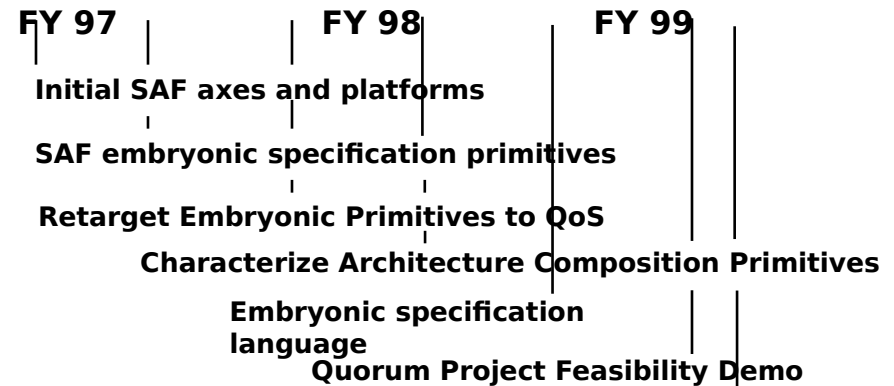 FY 97 FY 98 FY 99
Initial SAF axes and platforms
SAF embryonic specification primitives
Retarget Embryonic Primitives to QoS
Characterize Architecture Composition Primitives
Embryonic specification
language
Quorum Project Feasibility Demo